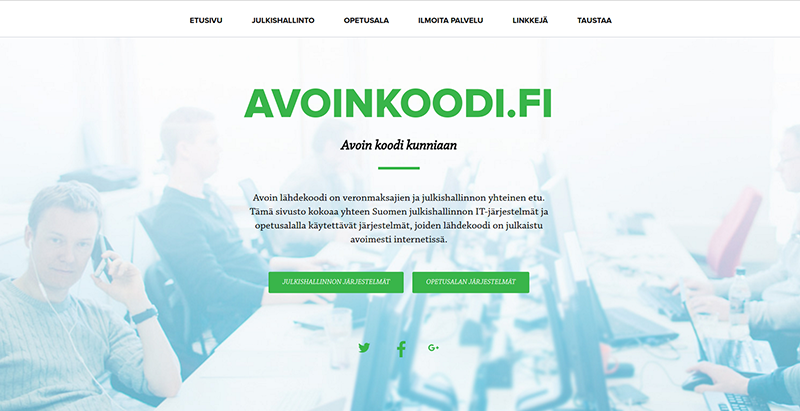 ETUSIVU JULKISHALLINTO OPETUSALA ILMOITA PALVELU LINKKEJÄ TAUSTAA
AVOINKOODI.FI
Avoin koodi kunniaan
Avoin lähdekoodi on veronmaksajien ja julkishallinnon yhteinen etu.
Tämä sivusto kokoaa yhteen Suomen julkishallinnon IT-järjestelmät ja
opetusalalla käytettävät järjestelmät, joiden lähdekoodi on julkaistu
avoimesti internetissä.
JULKISHALLINNON JÄRJESTELMÄT OPETUSALAN JÄRJESTELMÄT